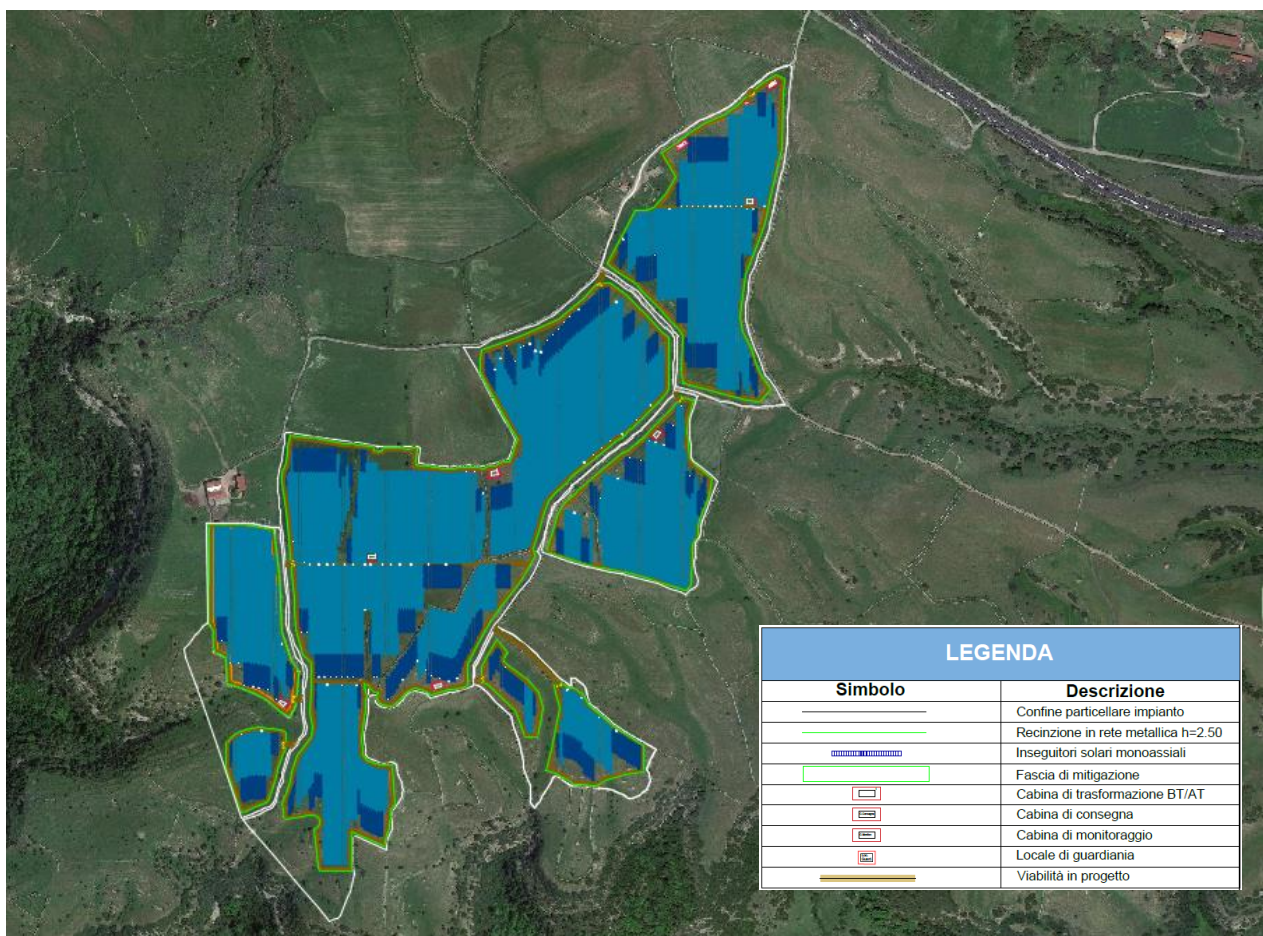 LEGENDA
Simbolo Descrizione
Confine particellare impianto
Recinzione in rete metallica h=2.50
Inseguitori solari monoassiali
Fascia di mitigazione
Cabina di trasformazione BT/AT
Cabina di consegna
Cabina di monitoraggio
Locale di guardiania
Viabilità in progetto